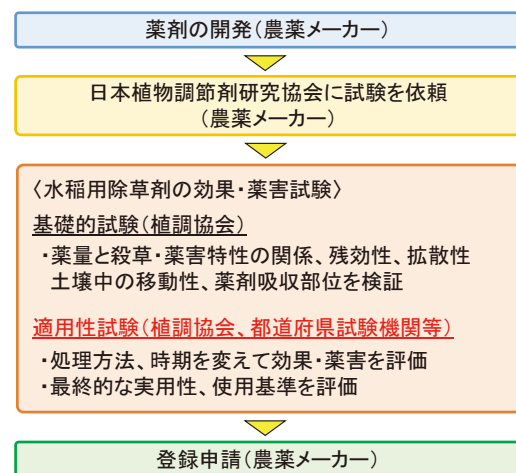 薬剤の開発(農薬メーカー)
日本植物調節剤研究協会に試験を依頼
(農薬メーカー)
〈水稲用除草剤の効果・薬害試験〉
基礎的試験(植調協会)
・薬量と殺草・薬害特性の関係、残効性、拡散性
土壌中の移動性、薬剤吸収部位を検証
適用性試験(植調協会、都道府県試験機関等)
・処理方法、時期を変えて効果・薬害を評価
・最終的な実用性、使用基準を評価
登録申請(農薬メーカー)